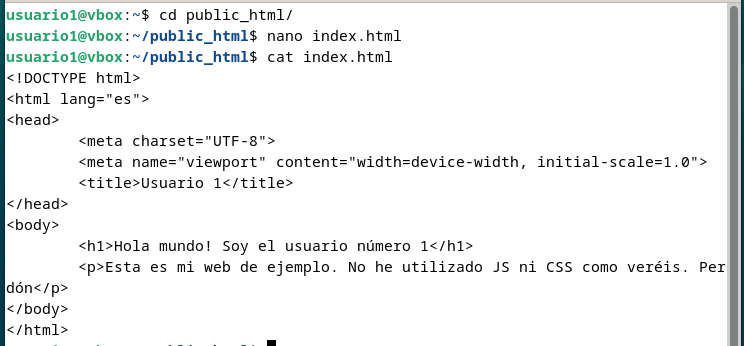 usuario1@vbox:~$ cd public_html/
usuario1@vbox:~/public_html$ nano index.html
usuario1@vbox:~/public_html$ cat index.html
<!DOCTYPE html>
<html lang="es">
<head>
        <meta charset="UTF-8">
        <meta name="viewport" content="width=device-width, initial-scale=1.0">
        <title>Usuario 1</title>
</head>
<body>
        <h1>Hola mundo! Soy el usuario número 1</h1>
        <p>Esta es mi web de ejemplo. No he utilizado JS ni CSS como veréis. Per
dón</p>
</body>
</html>